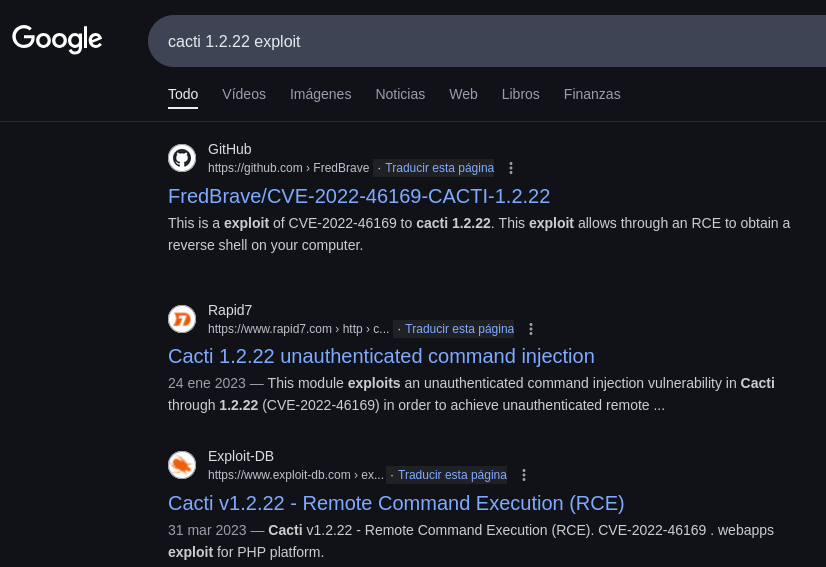 Google
cacti 1.2.22 exploit
Todo Vídeos Imágenes Noticias Web Libros Finanzas
GitHub
https://github.com › FredBrave · Traducir esta página
FredBrave/CVE-2022-46169-CACTI-1.2.22
This is a exploit of CVE-2022-46169 to cacti 1.2.22. This exploit allows through an RCE to obtain a
reverse shell on your computer.
Rapid7
https://www.rapid7.com › http › c... · Traducir esta página
Cacti 1.2.22 unauthenticated command injection
24 ene 2023 — This module exploits an unauthenticated command injection vulnerability in Cacti
through 1.2.22 (CVE-2022-46169) in order to achieve unauthenticated remote ...
Exploit-DB
https://www.exploit-db.com › ex... · Traducir esta página
Cacti v1.2.22 - Remote Command Execution (RCE)
31 mar 2023 — Cacti v1.2.22 - Remote Command Execution (RCE). CVE-2022-46169 . webapps
exploit for PHP platform.